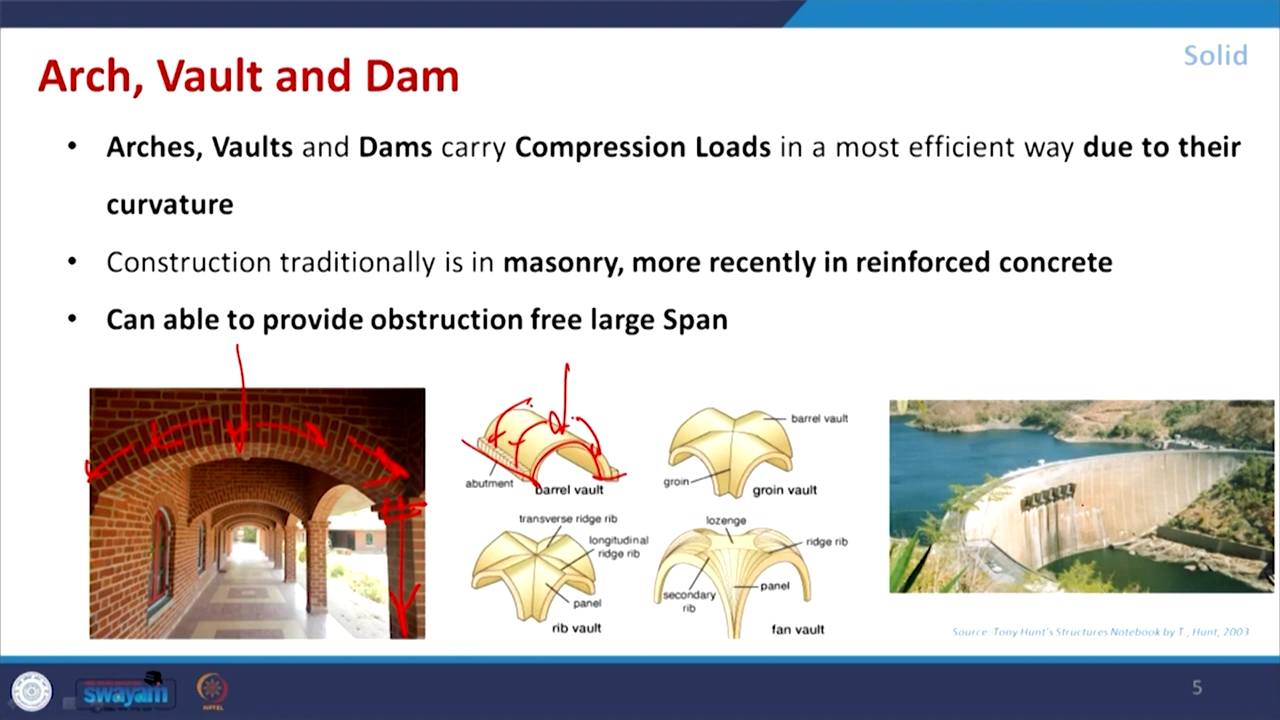 Solid
Arch, Vault and Dam
• Arches, Vaults and Dams carry Compression Loads in a most efficient way due to their
curvature
• Construction traditionally is in masonry, more recently in reinforced concrete
• Can able to provide obstruction free large Span
abutment
barrel vault
barrel vault
groin
groin vault
transverse ridge rib
longitudinal
ridge rib
panel
rib vault
lozenge
ridge rib
secondary
rib
panel
fan vault
Source: Tony Hunt's Structures Notebook by T., Hunt, 2003
swayam
NPTEL
5